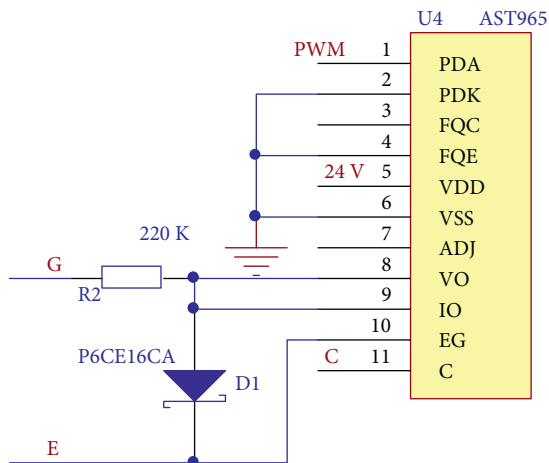 U4 AST965
PWM 1 PDA
2 PDK
3 FQC
4 FQE
24 V 5 VDD
6 VSS
220 K 7 ADJ
G 8 VO
R2 9 IO
10 EG
P6CE16CA C 11 C
D1
E